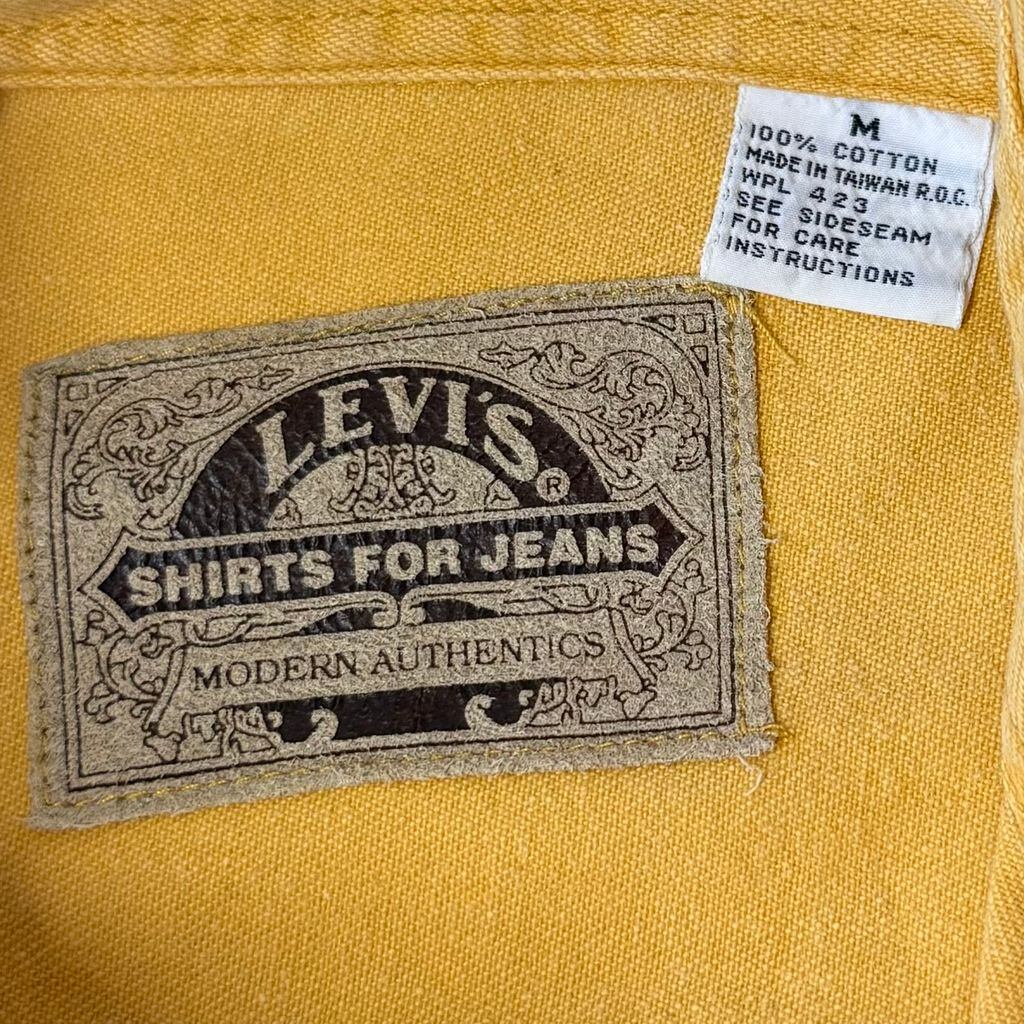 M
100% COTTON
MADE IN TAIWAN R.O.C.
WPL 423
SEE SIDESEAM
FOR CARE
INSTRUCTIONS
LEVI'S®
SHIRTS FOR JEANS
MODERN AUTHENTICS